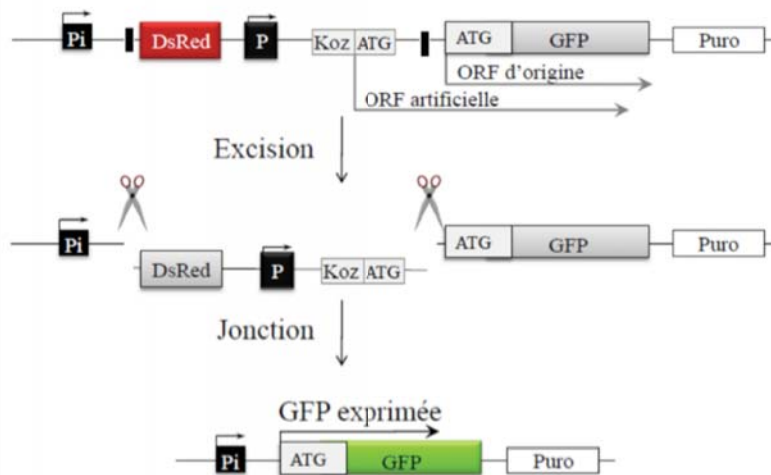 Pi DsRed P Koz ATG ATG GFP Puro
ORF d'origine
ORF artificielle
Excision
Pi DsRed P Koz ATG ATG GFP Puro
Jonction
GFP exprimée
Pi ATG GFP Puro